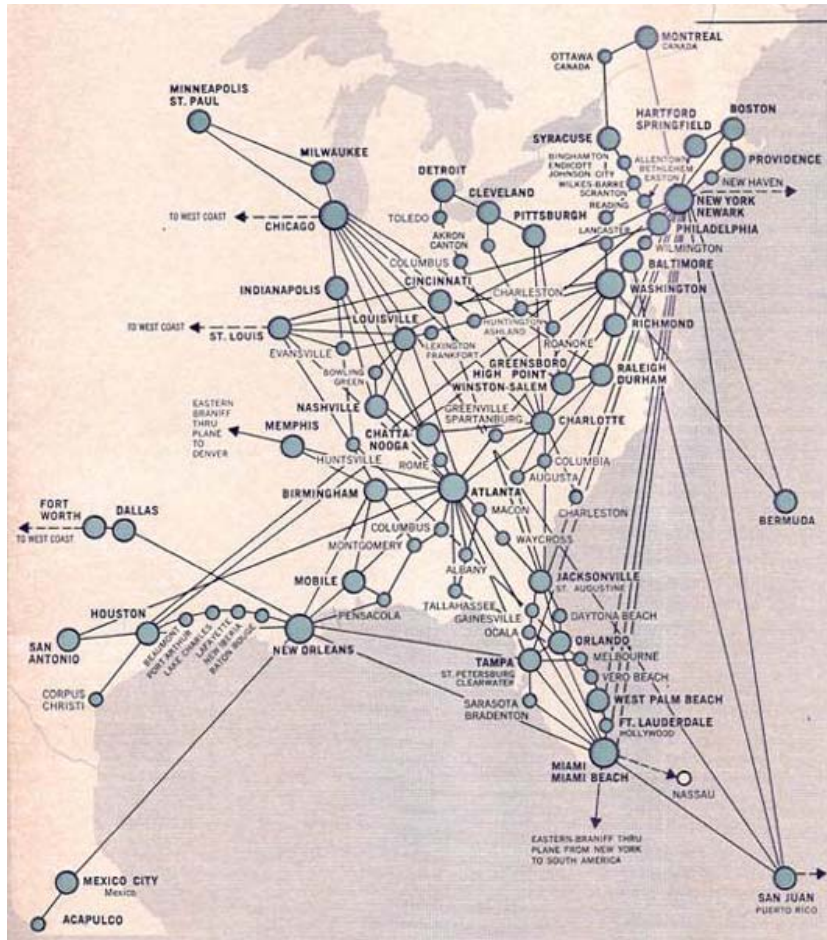 MONTREAL
CANADA
OTTAWA
CANADA
MINNEAPOLIS
ST. PAUL
HARTFORD
SPRINGFIELD
BOSTON
SYRACUSE
MILWAUKEE
BINGHAMTON
ENDICOTT
JOHNSON CITY
ALLENTOWN
BETHLEHEM
EASTON
PROVIDENCE
DETROIT
CLEVELAND
WILKES-BARRE
SCRANTON
NEW HAVEN
NEW YORK
NEWARK
TO WEST COAST
CHICAGO
TOLEDO
PITTSBURGH
READING
LANCASTER
PHILADELPHIA
AKRON
CANTON
WILMINGTON
COLUMBUS
BALTIMORE
CINCINNATI
INDIANAPOLIS
CHARLESTON
WASHINGTON
LOUISVILLE
TO WEST COAST
ST. LOUIS
HUNTINGTON
ASHLAND
RICHMOND
EVANSVILLE
LEXINGTON
FRANKFORT
ROANOKE
BOWLING
GREEN
GREENSBORO
HIGH POINT
WINSTON-SALEM
RALEIGH
DURHAM
EASTERN
BRANIFF
THRU
PLANE
TO
DENVER
NASHVILLE
GREENVILLE
SPARTANBURG
MEMPHIS
CHATTA-
NOOGA
CHARLOTTE
HUNTSVILLE
ROME
COLUMBIA
AUGUSTA
BIRMINGHAM
ATLANTA
CHARLESTON
BERMUDA
FORT
WORTH
DALLAS
MACON
TO WEST COAST
COLUMBUS
MONTGOMERY
WAYCROSS
ALBANY
MOBILE
JACKSONVILLE
ST. AUGUSTINE
TALLAHASSEE
PENSACOLA
GAINESVILLE
DAYTONA BEACH
HOUSTON
OCALA
ORLANDO
SAN
ANTONIO
BEAUMONT
PORT ARTHUR
LAKE CHARLES
LAFAYETTE
NEW IBERIA
BATON ROUGE
NEW ORLEANS
TAMPA
ST. PETERSBURG
CLEARWATER
MELBOURNE
VERO BEACH
CORPUS
CHRISTI
SARASOTA
BRADENTON
WEST PALM BEACH
FT. LAUDERDALE
HOLLYWOOD
MIAMI
MIAMI BEACH
NASSAU
EASTERN-BRANIFF THRU
PLANE FROM NEW YORK
TO SOUTH AMERICA
MEXICO CITY
Mexico
ACAPULCO
SAN JUAN
PUERTO RICO